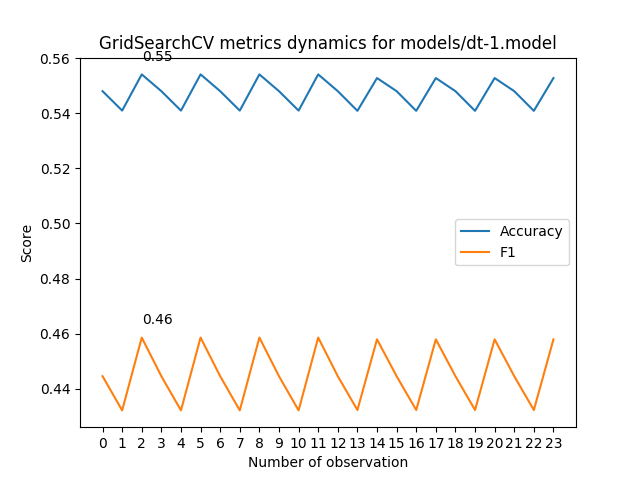 GridSearchCV metrics dynamics for models/dt-1.model
0.55
0.56
0.54
0.52
0.50
0.48
0.46
0.44
Score
Accuracy
F1
0.46
0 1 2 3 4 5 6 7 8 9 10 11 12 13 14 15 16 17 18 19 20 21 22 23
Number of observation